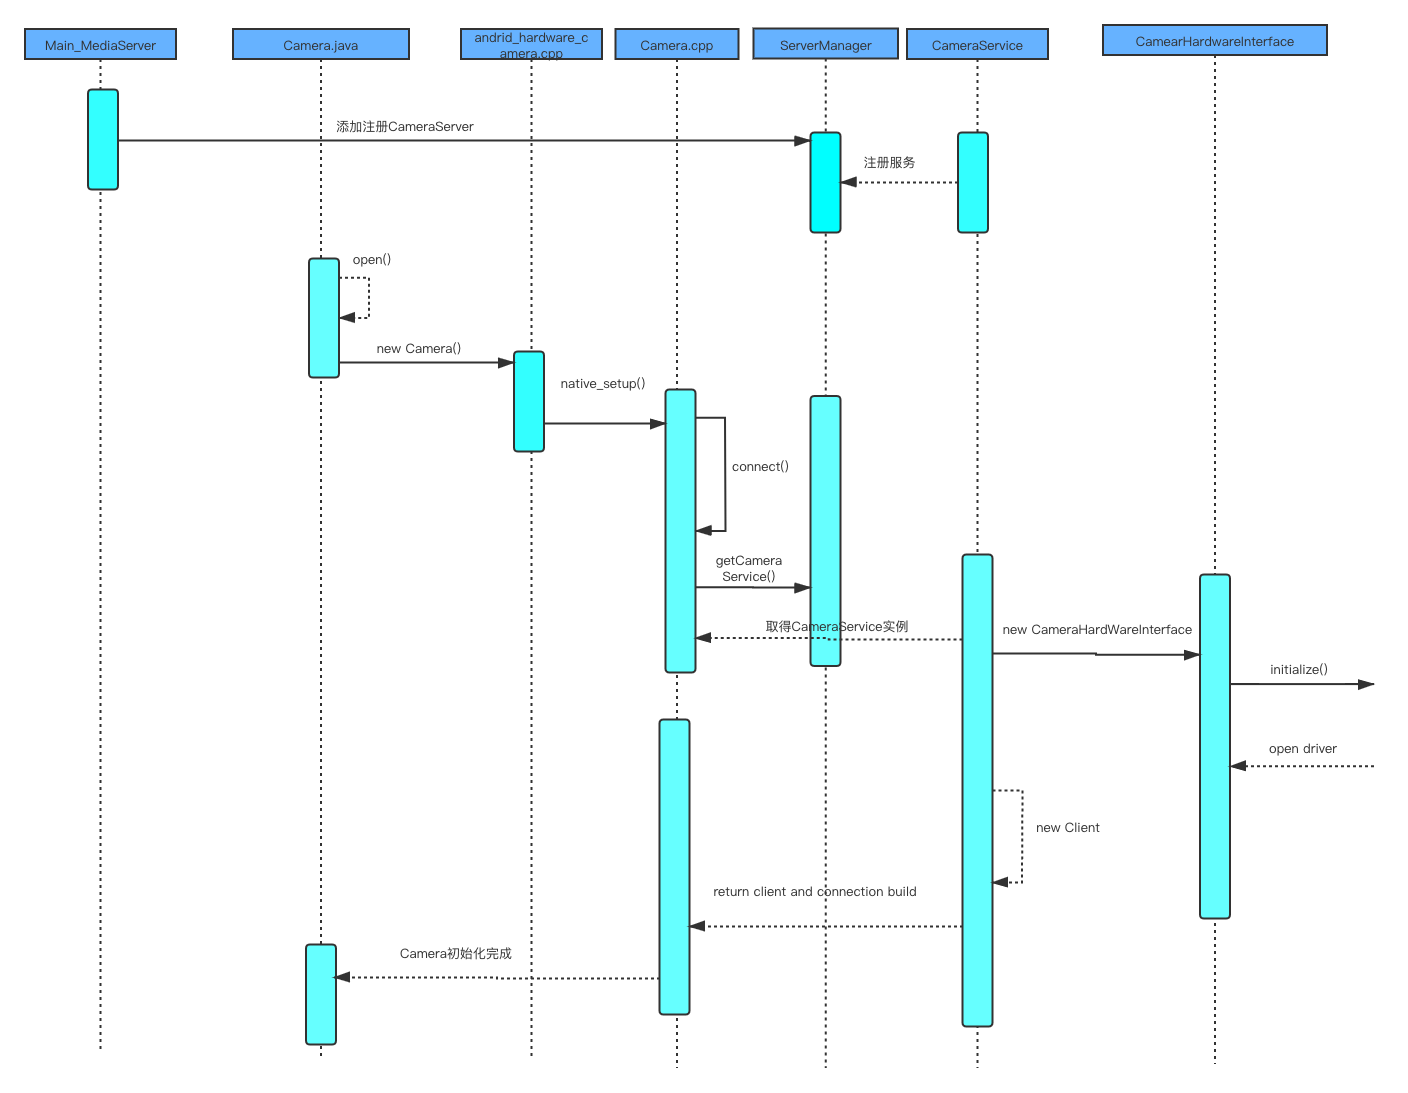 Main_MediaServer
Camera.java
andrid_hardware_c
amera.cpp
Camera.cpp
ServerManager
CameraService
CamearHardwareInterface
添加注册CameraServer
注册服务
open()
new Camera()
native_setup()
connect()
getCamera
Service()
取得CameraService实例
new CameraHardWareInterface
initialize()
open driver
new Client
return client and connection build
Camera初始化完成